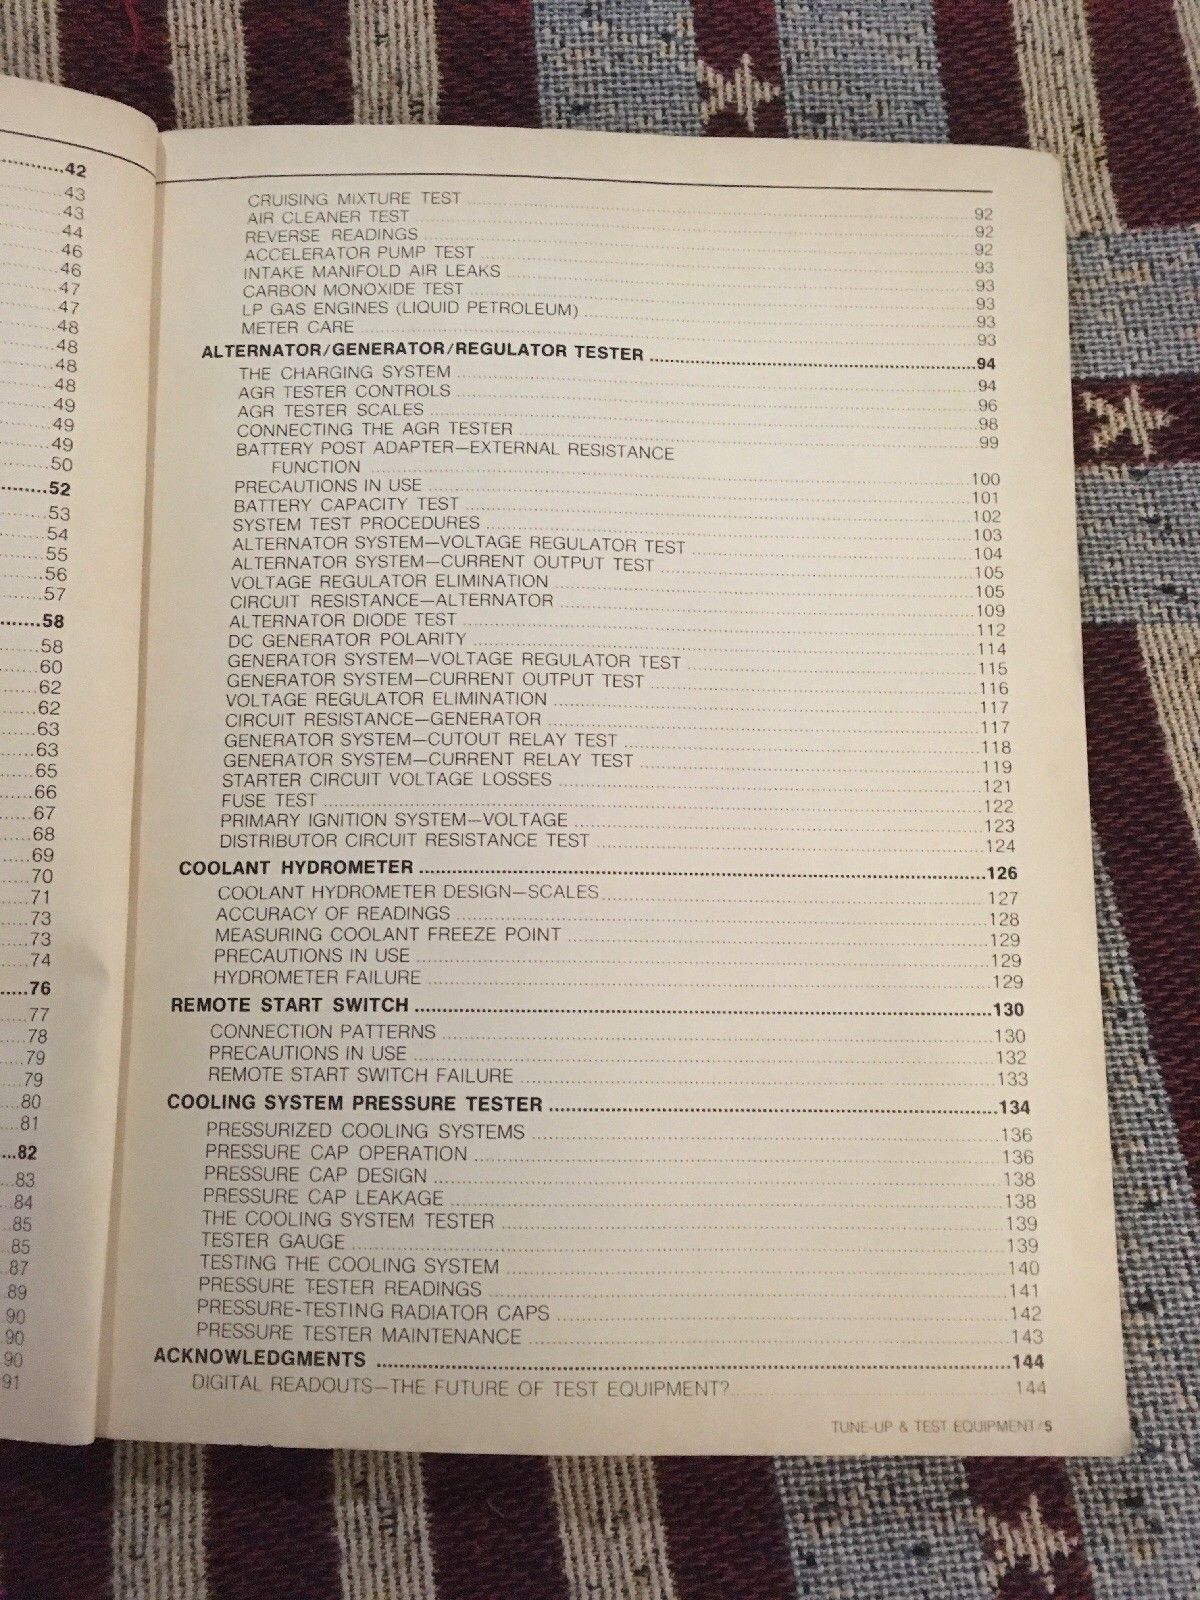 42
43
43
44
46
46
47
47
48
48
48
48
49
49
49
50
52
53
54
55
56
57
58
58
60
62
62
63
63
65
66
67
68
69
70
71
73
73
74
76
77
78
79
79
80
81
82
83
84
85
85
87
89
90
90
90
91
CRUISING MIXTURE TEST 92
AIR CLEANER TEST 92
REVERSE READINGS 92
ACCELERATOR PUMP TEST 93
INTAKE MANIFOLD AIR LEAKS 93
CARBON MONOXIDE TEST 93
LP GAS ENGINES (LIQUID PETROLEUM) 93
METER CARE 93
ALTERNATOR/GENERATOR/REGULATOR TESTER 94
THE CHARGING SYSTEM 94
AGR TESTER CONTROLS 96
AGR TESTER SCALES 98
CONNECTING THE AGR TESTER 99
BATTERY POST ADAPTER—EXTERNAL RESISTANCE
FUNCTION 100
PRECAUTIONS IN USE 101
BATTERY CAPACITY TEST 102
SYSTEM TEST PROCEDURES 103
ALTERNATOR SYSTEM—VOLTAGE REGULATOR TEST 104
ALTERNATOR SYSTEM—CURRENT OUTPUT TEST 105
VOLTAGE REGULATOR ELIMINATION 105
CIRCUIT RESISTANCE—ALTERNATOR 109
ALTERNATOR DIODE TEST 112
DC GENERATOR POLARITY 114
GENERATOR SYSTEM—VOLTAGE REGULATOR TEST 115
GENERATOR SYSTEM—CURRENT OUTPUT TEST 116
VOLTAGE REGULATOR ELIMINATION 117
CIRCUIT RESISTANCE—GENERATOR 117
GENERATOR SYSTEM—CUTOUT RELAY TEST 118
GENERATOR SYSTEM—CURRENT RELAY TEST 119
STARTER CIRCUIT VOLTAGE LOSSES 121
FUSE TEST 122
PRIMARY IGNITION SYSTEM—VOLTAGE 123
DISTRIBUTOR CIRCUIT RESISTANCE TEST 124
COOLANT HYDROMETER 126
COOLANT HYDROMETER DESIGN—SCALES 127
ACCURACY OF READINGS 128
MEASURING COOLANT FREEZE POINT 129
PRECAUTIONS IN USE 129
HYDROMETER FAILURE 129
REMOTE START SWITCH 130
CONNECTION PATTERNS 130
PRECAUTIONS IN USE 132
REMOTE START SWITCH FAILURE 133
COOLING SYSTEM PRESSURE TESTER 134
PRESSURIZED COOLING SYSTEMS 136
PRESSURE CAP OPERATION 136
PRESSURE CAP DESIGN 138
PRESSURE CAP LEAKAGE 138
THE COOLING SYSTEM TESTER 139
TESTER GAUGE 139
TESTING THE COOLING SYSTEM 140
PRESSURE TESTER READINGS 141
PRESSURE-TESTING RADIATOR CAPS 142
PRESSURE TESTER MAINTENANCE 143
ACKNOWLEDGMENTS 144
DIGITAL READOUTS—THE FUTURE OF TEST EQUIPMENT? 144
TUNE-UP & TEST EQUIPMENT/5